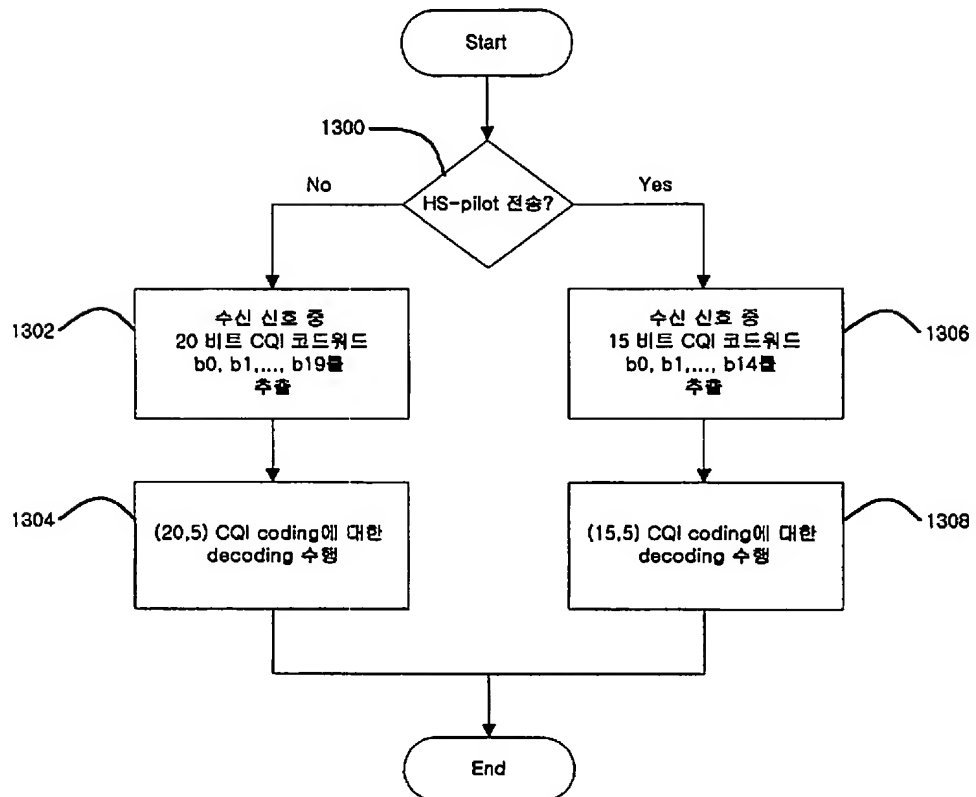 Start
1300
HS-pilot 전송?
No
Yes
1302
수신 신호 중
20 비트 CQI 코드워드
b0, b1,..., b19를
추출
1306
수신 신호 중
15 비트 CQI 코드워드
b0, b1,..., b14를
추출
1304
(20,5) CQI coding에 대한
decoding 수행
1308
(15,5) CQI coding에 대한
decoding 수행
End